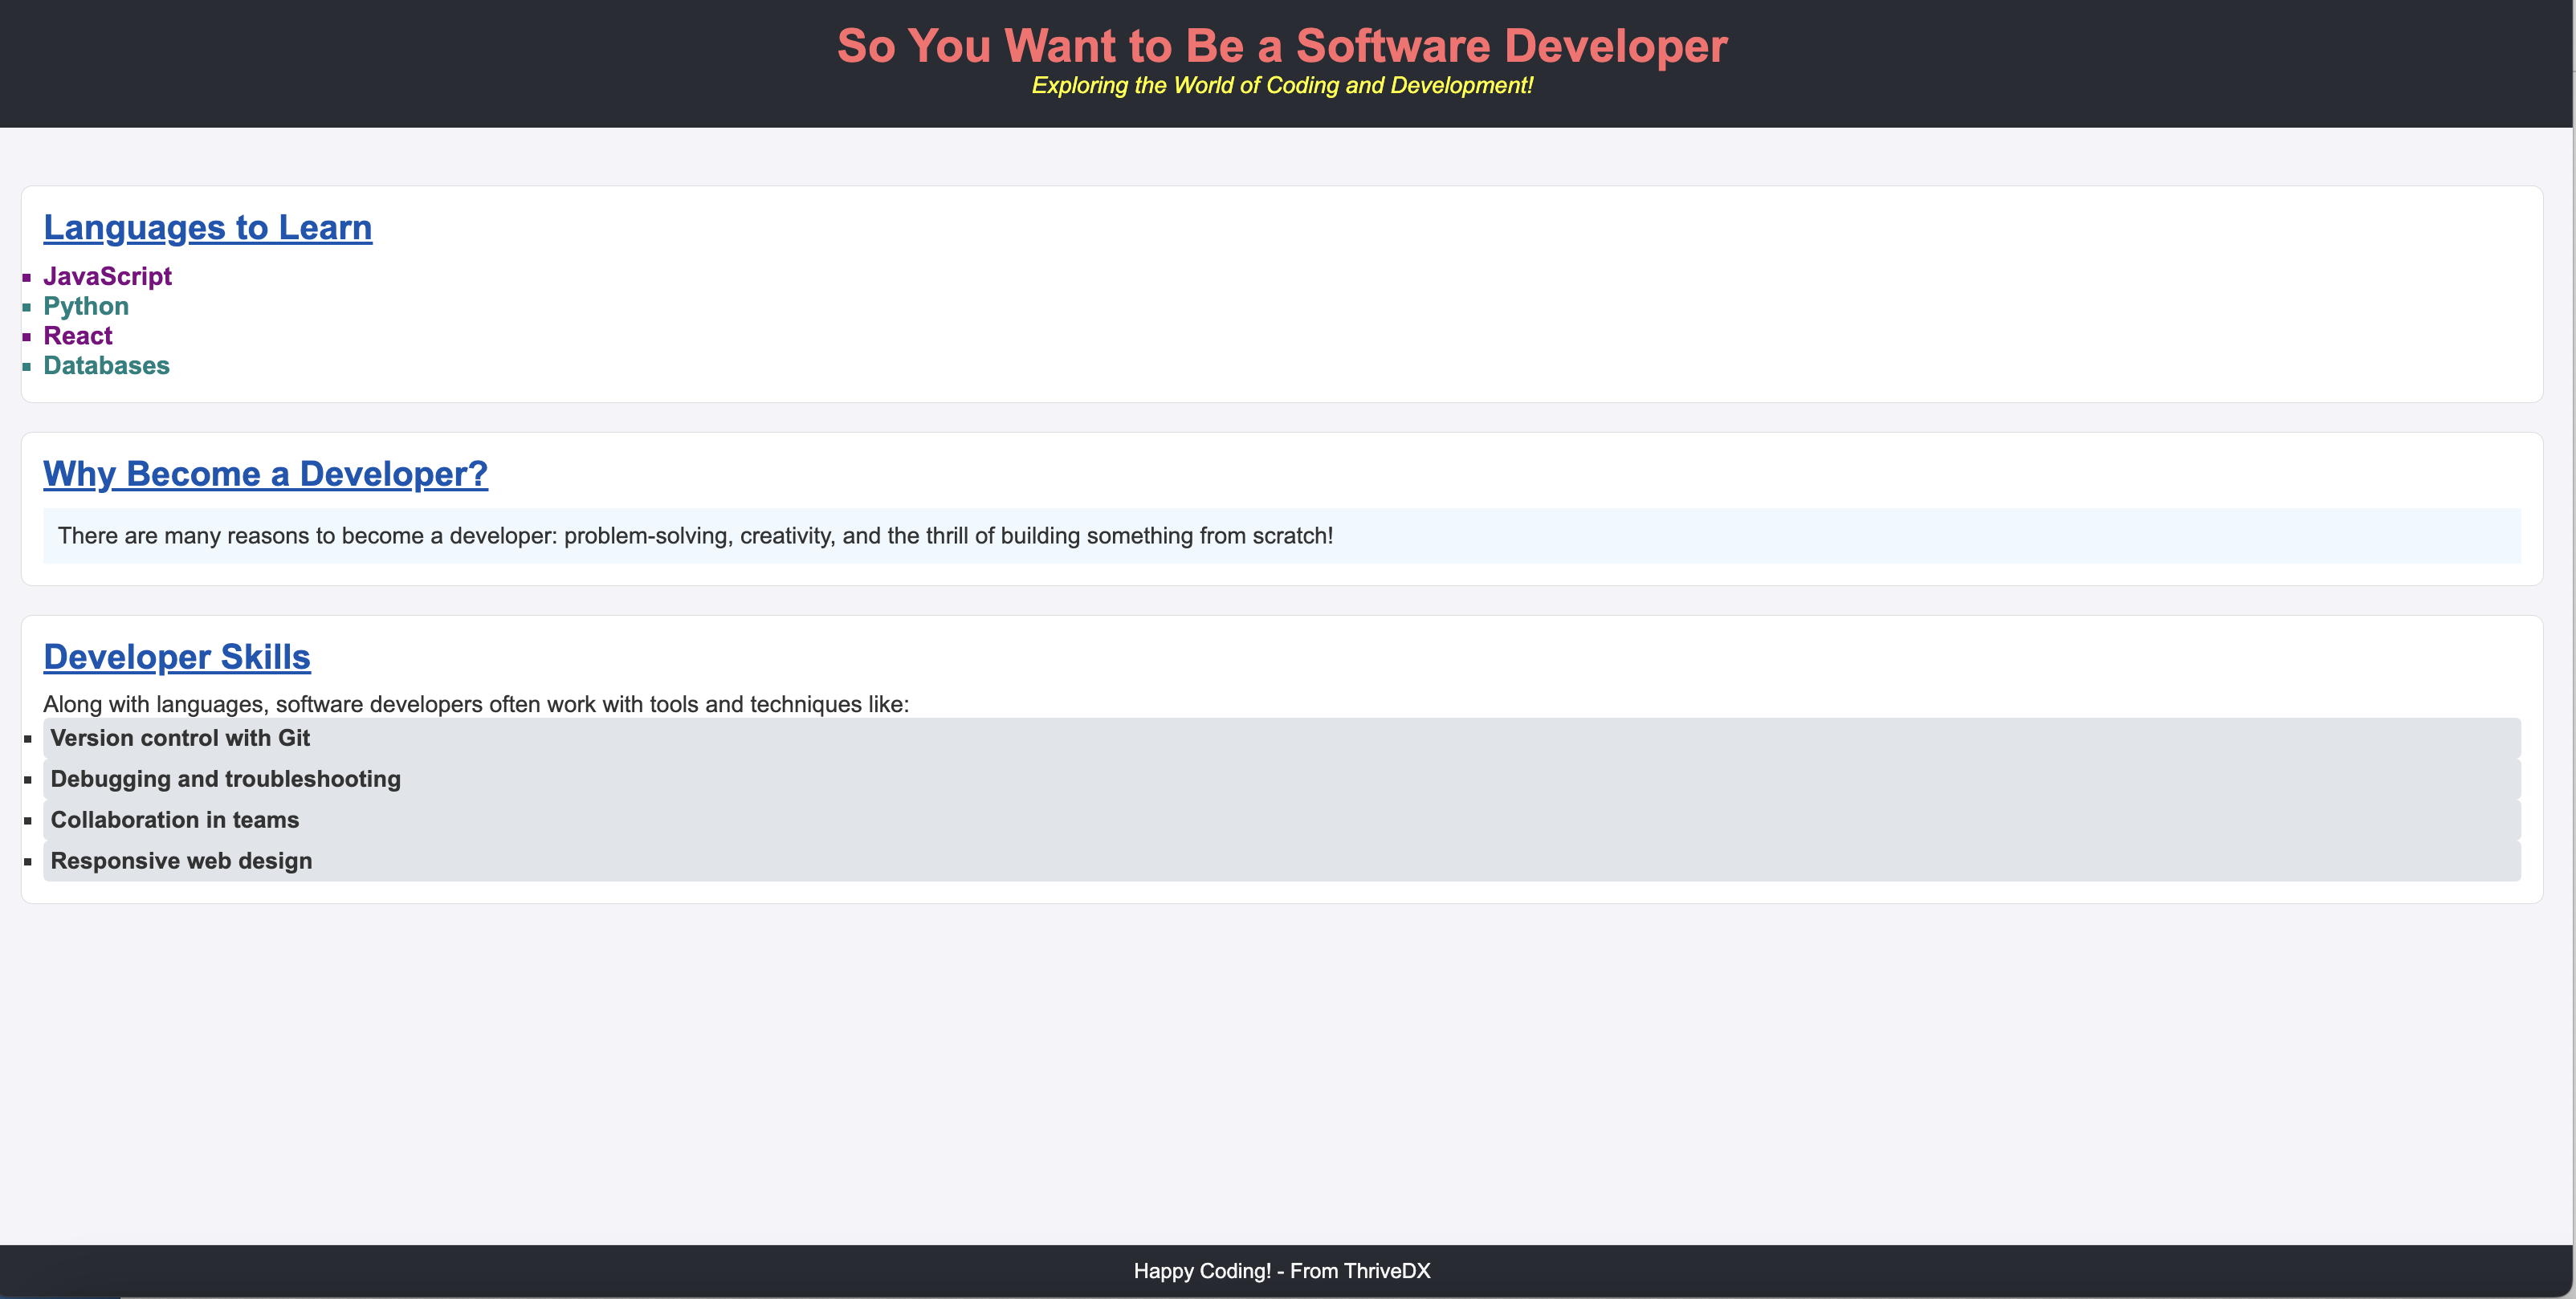 So You Want to Be a Software Developer
Exploring the World of Coding and Development!
Languages to Learn
JavaScript
Python
React
Databases
Why Become a Developer?
There are many reasons to become a developer: problem-solving, creativity, and the thrill of building something from scratch!
Developer Skills
Along with languages, software developers often work with tools and techniques like:
Version control with Git
Debugging and troubleshooting
Collaboration in teams
Responsive web design
Happy Coding! - From ThriveDX